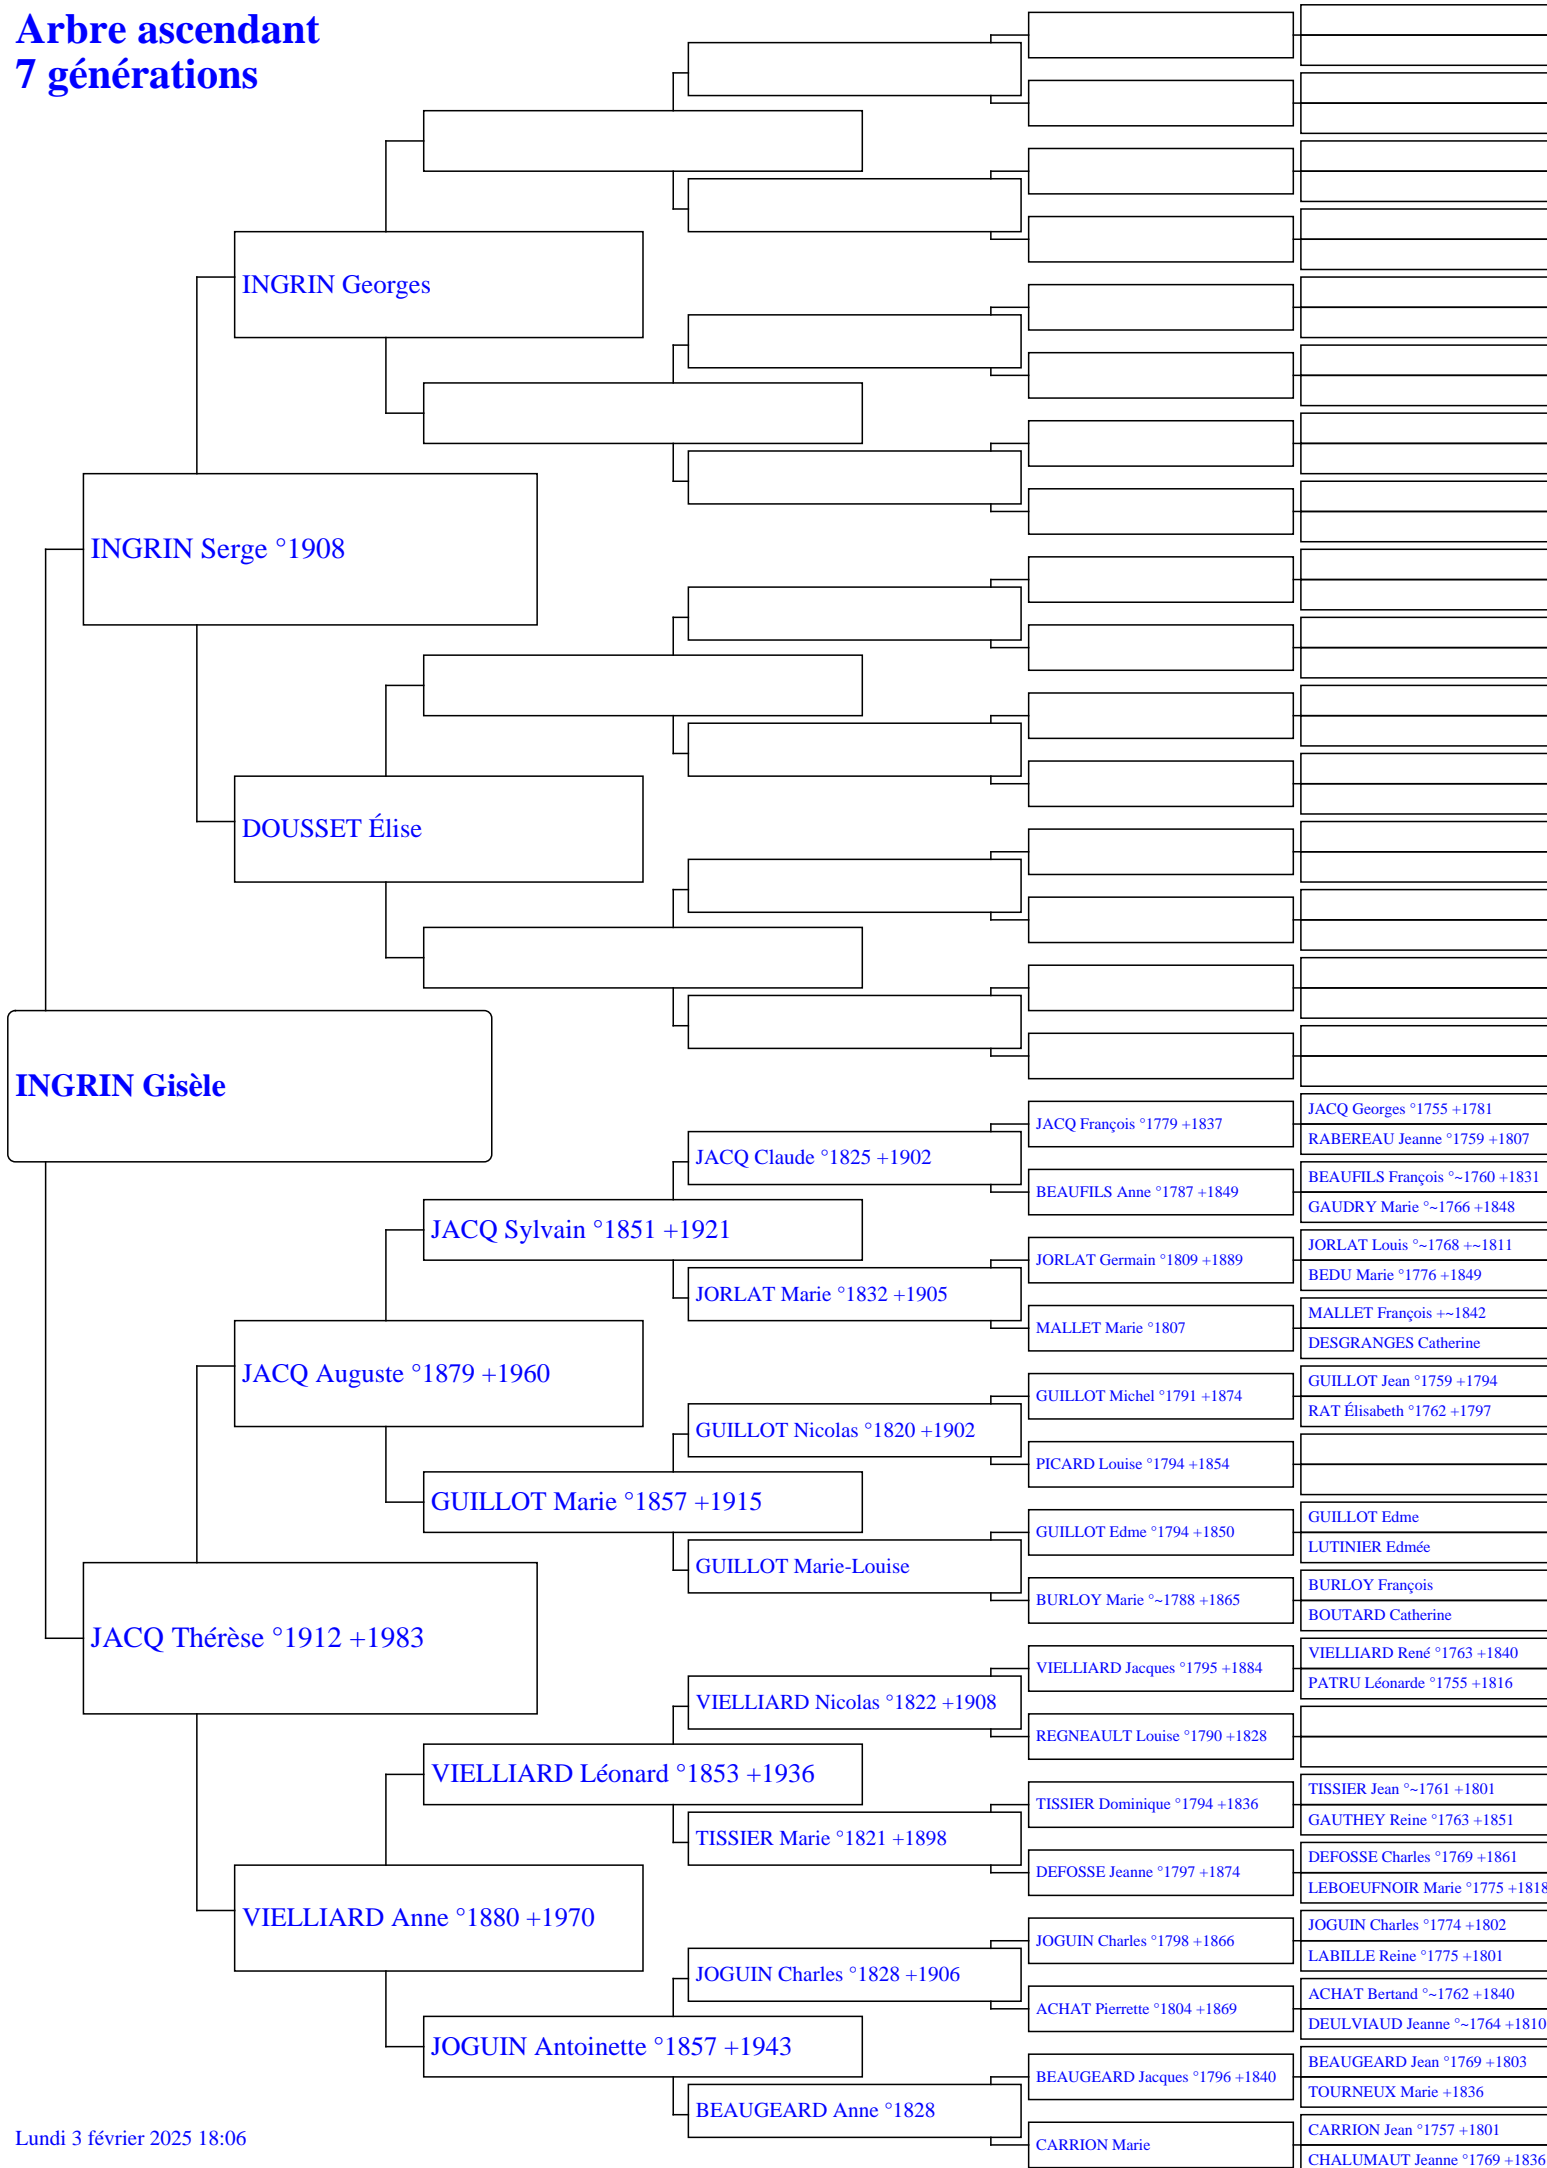 Arbre ascendant
7 générations
INGRIN Georges
INGRIN Serge °1908
DOUSSET Élise
INGRIN Gisèle
JACQ Georges °1755 +1781
JACQ François °1779 +1837
RABEREAU Jeanne °1759 +1807
JACQ Claude °1825 +1902
BEAUFILS François °~1760 +1831
BEAUFILS Anne °1787 +1849
GAUDRY Marie °~1766 +1848
JACQ Sylvain °1851 +1921
JORLAT Louis °~1768 +~1811
JORLAT Germain °1809 +1889
BEDU Marie °1776 +1849
JORLAT Marie °1832 +1905
MALLET François +~1842
MALLET Marie °1807
DESGRANGES Catherine
JACQ Auguste °1879 +1960
GUILLOT Jean °1759 +1794
GUILLOT Michel °1791 +1874
RAT Élisabeth °1762 +1797
GUILLOT Nicolas °1820 +1902
PICARD Louise °1794 +1854
GUILLOT Marie °1857 +1915
GUILLOT Edme
GUILLOT Edme °1794 +1850
LUTINIER Edmée
GUILLOT Marie-Louise
BURLOY François
BURLOY Marie °~1788 +1865
BOUTARD Catherine
JACQ Thérèse °1912 +1983
VIELLIARD René °1763 +1840
VIELLIARD Jacques °1795 +1884
PATRU Léonarde °1755 +1816
VIELLIARD Nicolas °1822 +1908
REGNEAULT Louise °1790 +1828
VIELLIARD Léonard °1853 +1936
TISSIER Jean °~1761 +1801
TISSIER Dominique °1794 +1836
GAUTHEY Reine °1763 +1851
TISSIER Marie °1821 +1898
DEFOSSE Charles °1769 +1861
DEFOSSE Jeanne °1797 +1874
LEBOEUFNOIR Marie °1775 +1818
VIELLIARD Anne °1880 +1970
JOGUIN Charles °1774 +1802
JOGUIN Charles °1798 +1866
LABILLE Reine °1775 +1801
JOGUIN Charles °1828 +1906
ACHAT Bertand °~1762 +1840
ACHAT Pierrette °1804 +1869
DEULVIAUD Jeanne °~1764 +1810
JOGUIN Antoinette °1857 +1943
BEAUGEARD Jean °1769 +1803
BEAUGEARD Jacques °1796 +1840
TOURNEUX Marie +1836
BEAUGEARD Anne °1828
CARRION Jean °1757 +1801
CARRION Marie
CHALUMAUT Jeanne °1769 +1836
Lundi 3 février 2025 18:06